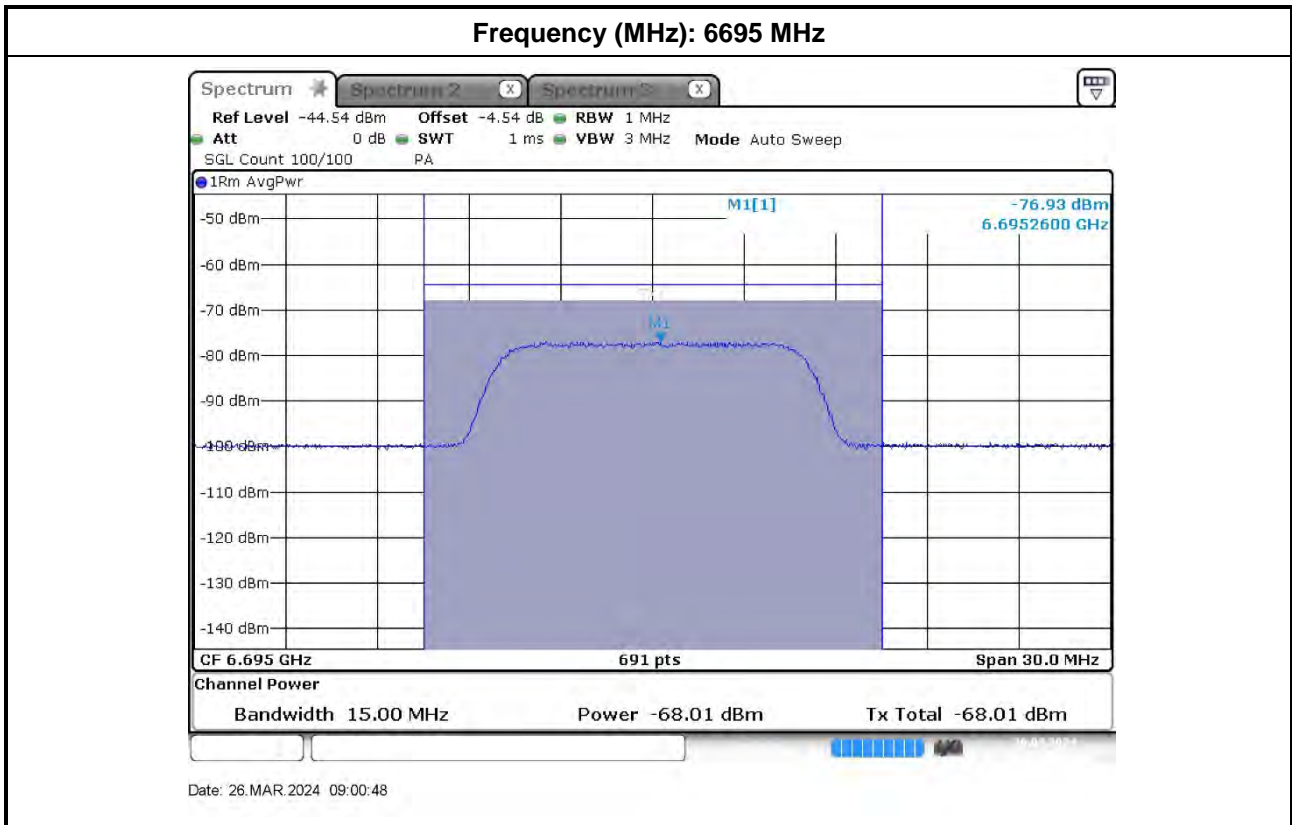 Frequency (MHz): 6695 MHz
Spectrum Spectrum 2 X Spectrum 3 X
Ref Level -44.54 dBm Offset -4.54 dB RBW 1 MHz
Att 0 dB SWT 1 ms VBW 3 MHz Mode Auto Sweep
SGL Count 100/100 PA
1Rm AvgPwr
M1[1] -76.93 dBm
6.6952600 GHz
-50 dBm
-60 dBm
-70 dBm
M1
-80 dBm
-90 dBm
-100 dBm
-110 dBm
-120 dBm
-130 dBm
-140 dBm
CF 6.695 GHz 691 pts Span 30.0 MHz
Channel Power
Bandwidth 15.00 MHz Power -68.01 dBm Tx Total -68.01 dBm
Date: 26.MAR.2024 09:00:48